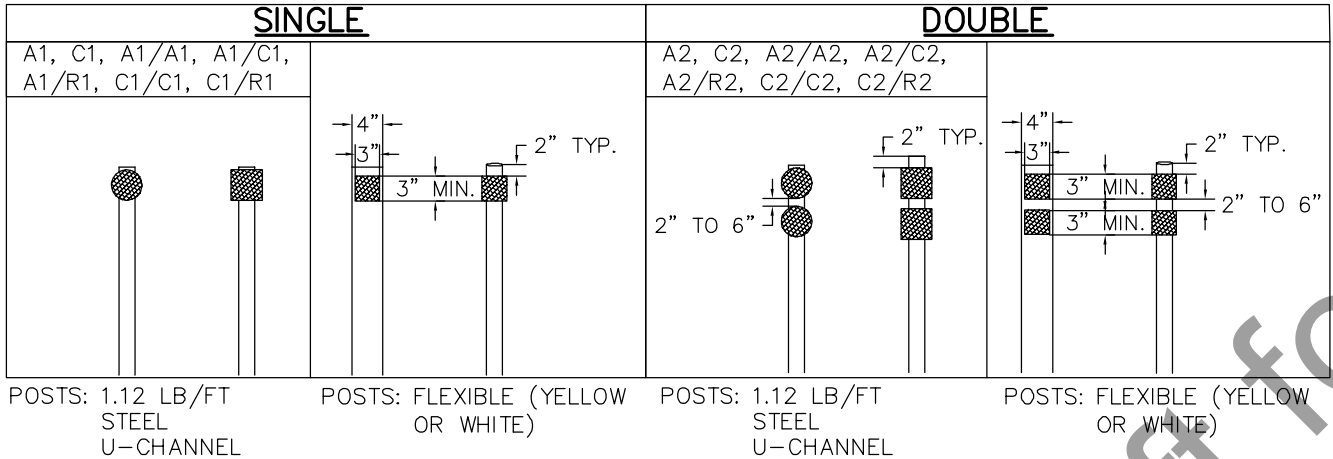 SINGLE
DOUBLE
A1, C1, A1/A1, A1/C1,
A1/R1, C1/C1, C1/R1
A2, C2, A2/A2, A2/C2,
A2/R2, C2/C2, C2/R2
4"
3"
2" TYP.
3" MIN.
2" TYP.
2" TO 6"
4"
3"
2" TYP.
3" MIN.
2" TO 6"
3" MIN.
POSTS: 1.12 LB/FT
STEEL
U-CHANNEL
POSTS: FLEXIBLE (YELLOW
OR WHITE)
POSTS: 1.12 LB/FT
STEEL
U-CHANNEL
POSTS: FLEXIBLE (YELLOW
OR WHITE)